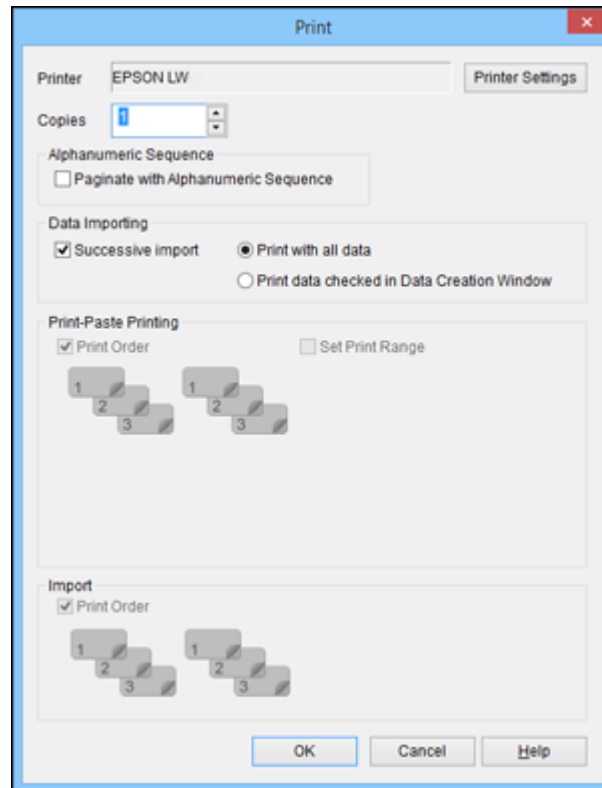 Print
Printer EPSON LW Printer Settings
Copies 1
Alphanumeric Sequence
Paginate with Alphanumeric Sequence
Data Importing
Successive import Print with all data
Print data checked in Data Creation Window
Print-Paste Printing
Print Order Set Print Range
1 1
2 2
3 3
Import
Print Order
1 1
2 2
3 3
OK Cancel Help